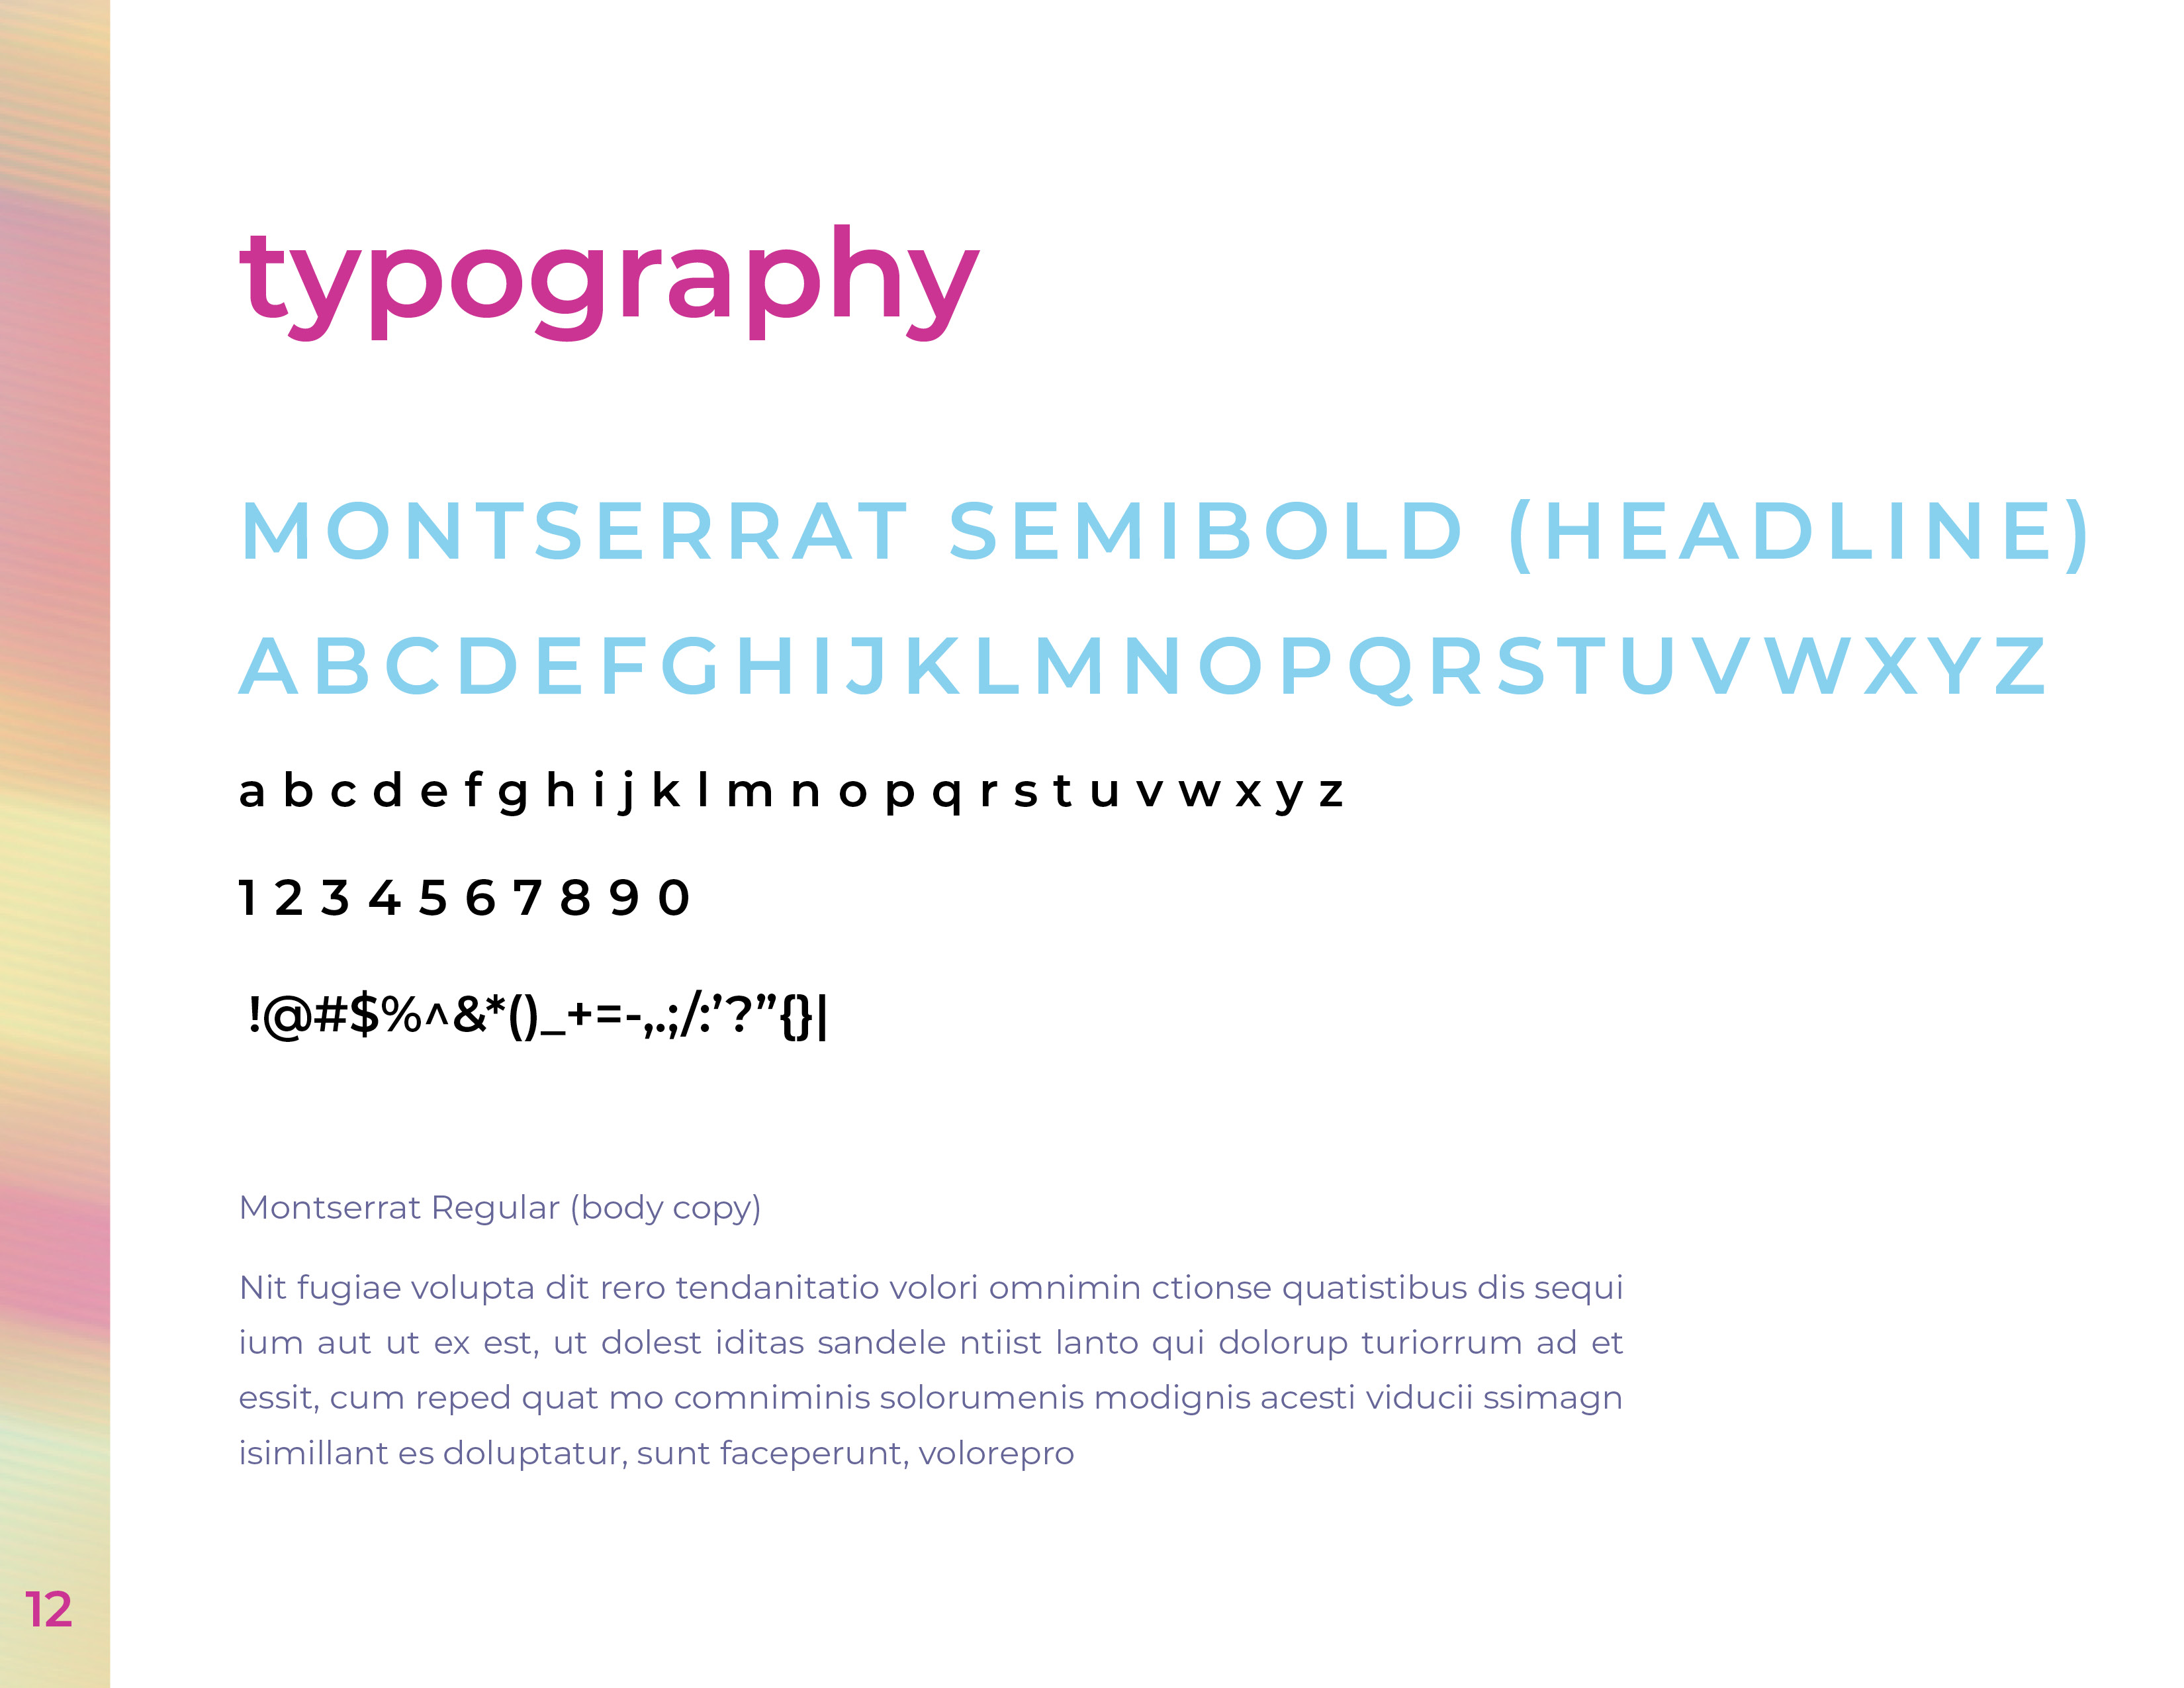 typography
MONTSERRAT SEMIBOLD (HEADLINE)
ABCDEFGHIJKLMNOPQRSTUVWXYZ
a b c d e f g h i j k l m n o p q r s t u v w x y z
1 2 3 4 5 6 7 8 9 0
!@#$%^&*()_+=-,.;/:’?”{}|
Montserrat Regular (body copy)
Nit fugiae volupta dit rero tendanitatio volori omnimin ctionse quatistibus dis sequi
ium aut ut ex est, ut dolest iditas sandele ntiist lanto qui dolorup turiorrum ad et
essit, cum reped quat mo comniminis solorumenis modignis acesti viducii ssimagn
isimillant es doluptatur, sunt faceperunt, volorepro
12